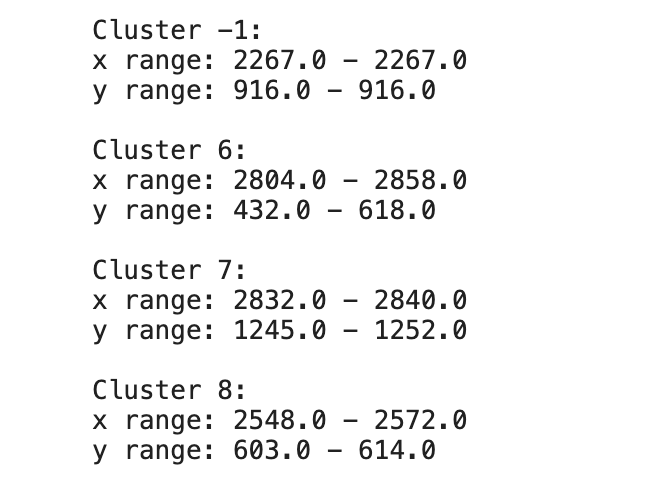 Cluster -1:
x range: 2267.0 - 2267.0
y range: 916.0 - 916.0
Cluster 6:
x range: 2804.0 - 2858.0
y range: 432.0 - 618.0
Cluster 7:
x range: 2832.0 - 2840.0
y range: 1245.0 - 1252.0
Cluster 8:
x range: 2548.0 - 2572.0
y range: 603.0 - 614.0